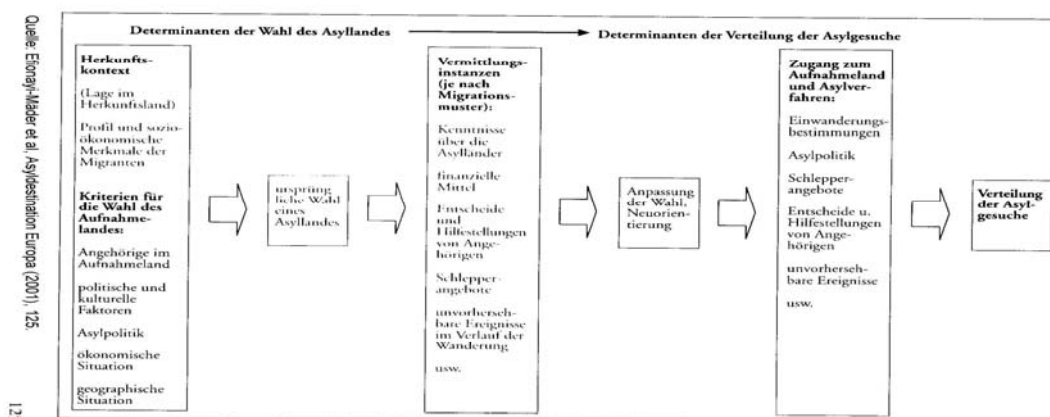 Determinanten der Wahl des Asyllandes
Determinanten der Verteilung der Asylgesuche
Herkunfts-
kontext
(Lage im
Herkunftsland)
Profil und sozio-
ökonomische
Merkmale der
Migranten
Kriterien für
die Wahl des
Aufnahme-
landes:
Angehörige im
Aufnahmeland
politische und
kulturelle
Faktoren
Asylpolitik
ökonomische
Situation
geographische
Situation
ursprüng
liche Wahl
eines
Asyllandes
Vermittlungs-
instanzen
(je nach
Migrations-
muster):
Kenntnisse
über die
Asylländer
finanzielle
Mittel
Entscheide
und
Hilfestellungen
von Ange-
hörigen
Schlepper
angebote
unvorherseh-
bare Ereignisse
im Verlauf der
Wanderung
usw.
Anpassung
der Wahl,
Neuorien-
tierung
Zugang zum
Aufnahmeland
und Asylver-
fahren:
Einwanderungs-
bestimmungen
Asylpolitik
Schlepper-
angebote
Entscheide u.
Hilfestellungen
von Ange-
hörigen
unvorherseh-
bare Ereignisse
usw.
Verteilung
der Asyl-
gesuche
Quelle: Efionayi-Mäder et al, Asyldestination Europa (2001), 125.